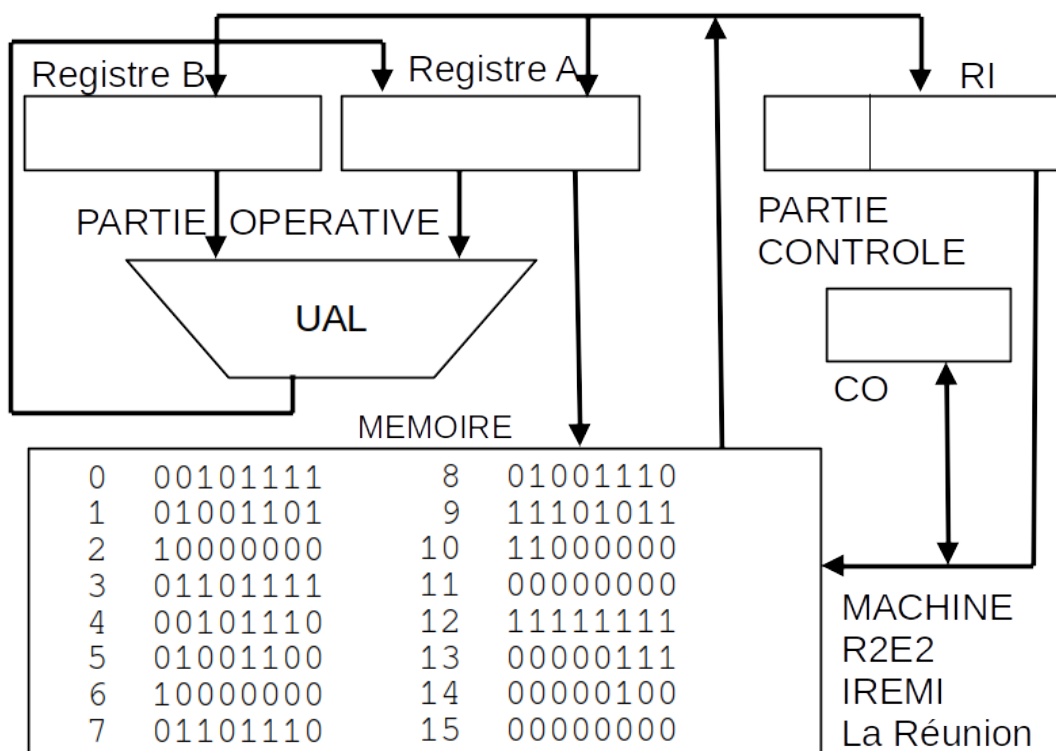 Registre B
Registre A
RI
PARTIE OPERATIVE
PARTIE
CONTROLE
UAL
CO
MEMOIRE
0 00101111 8 01001110
1 01001101 9 11101011
2 10000000 10 11000000
3 01101111 11 00000000
4 00101110 12 11111111
5 01001100 13 00000111
6 10000000 14 00000100
7 01101110 15 00000000
MACHINE
R2E2
IREMI
La Réunion